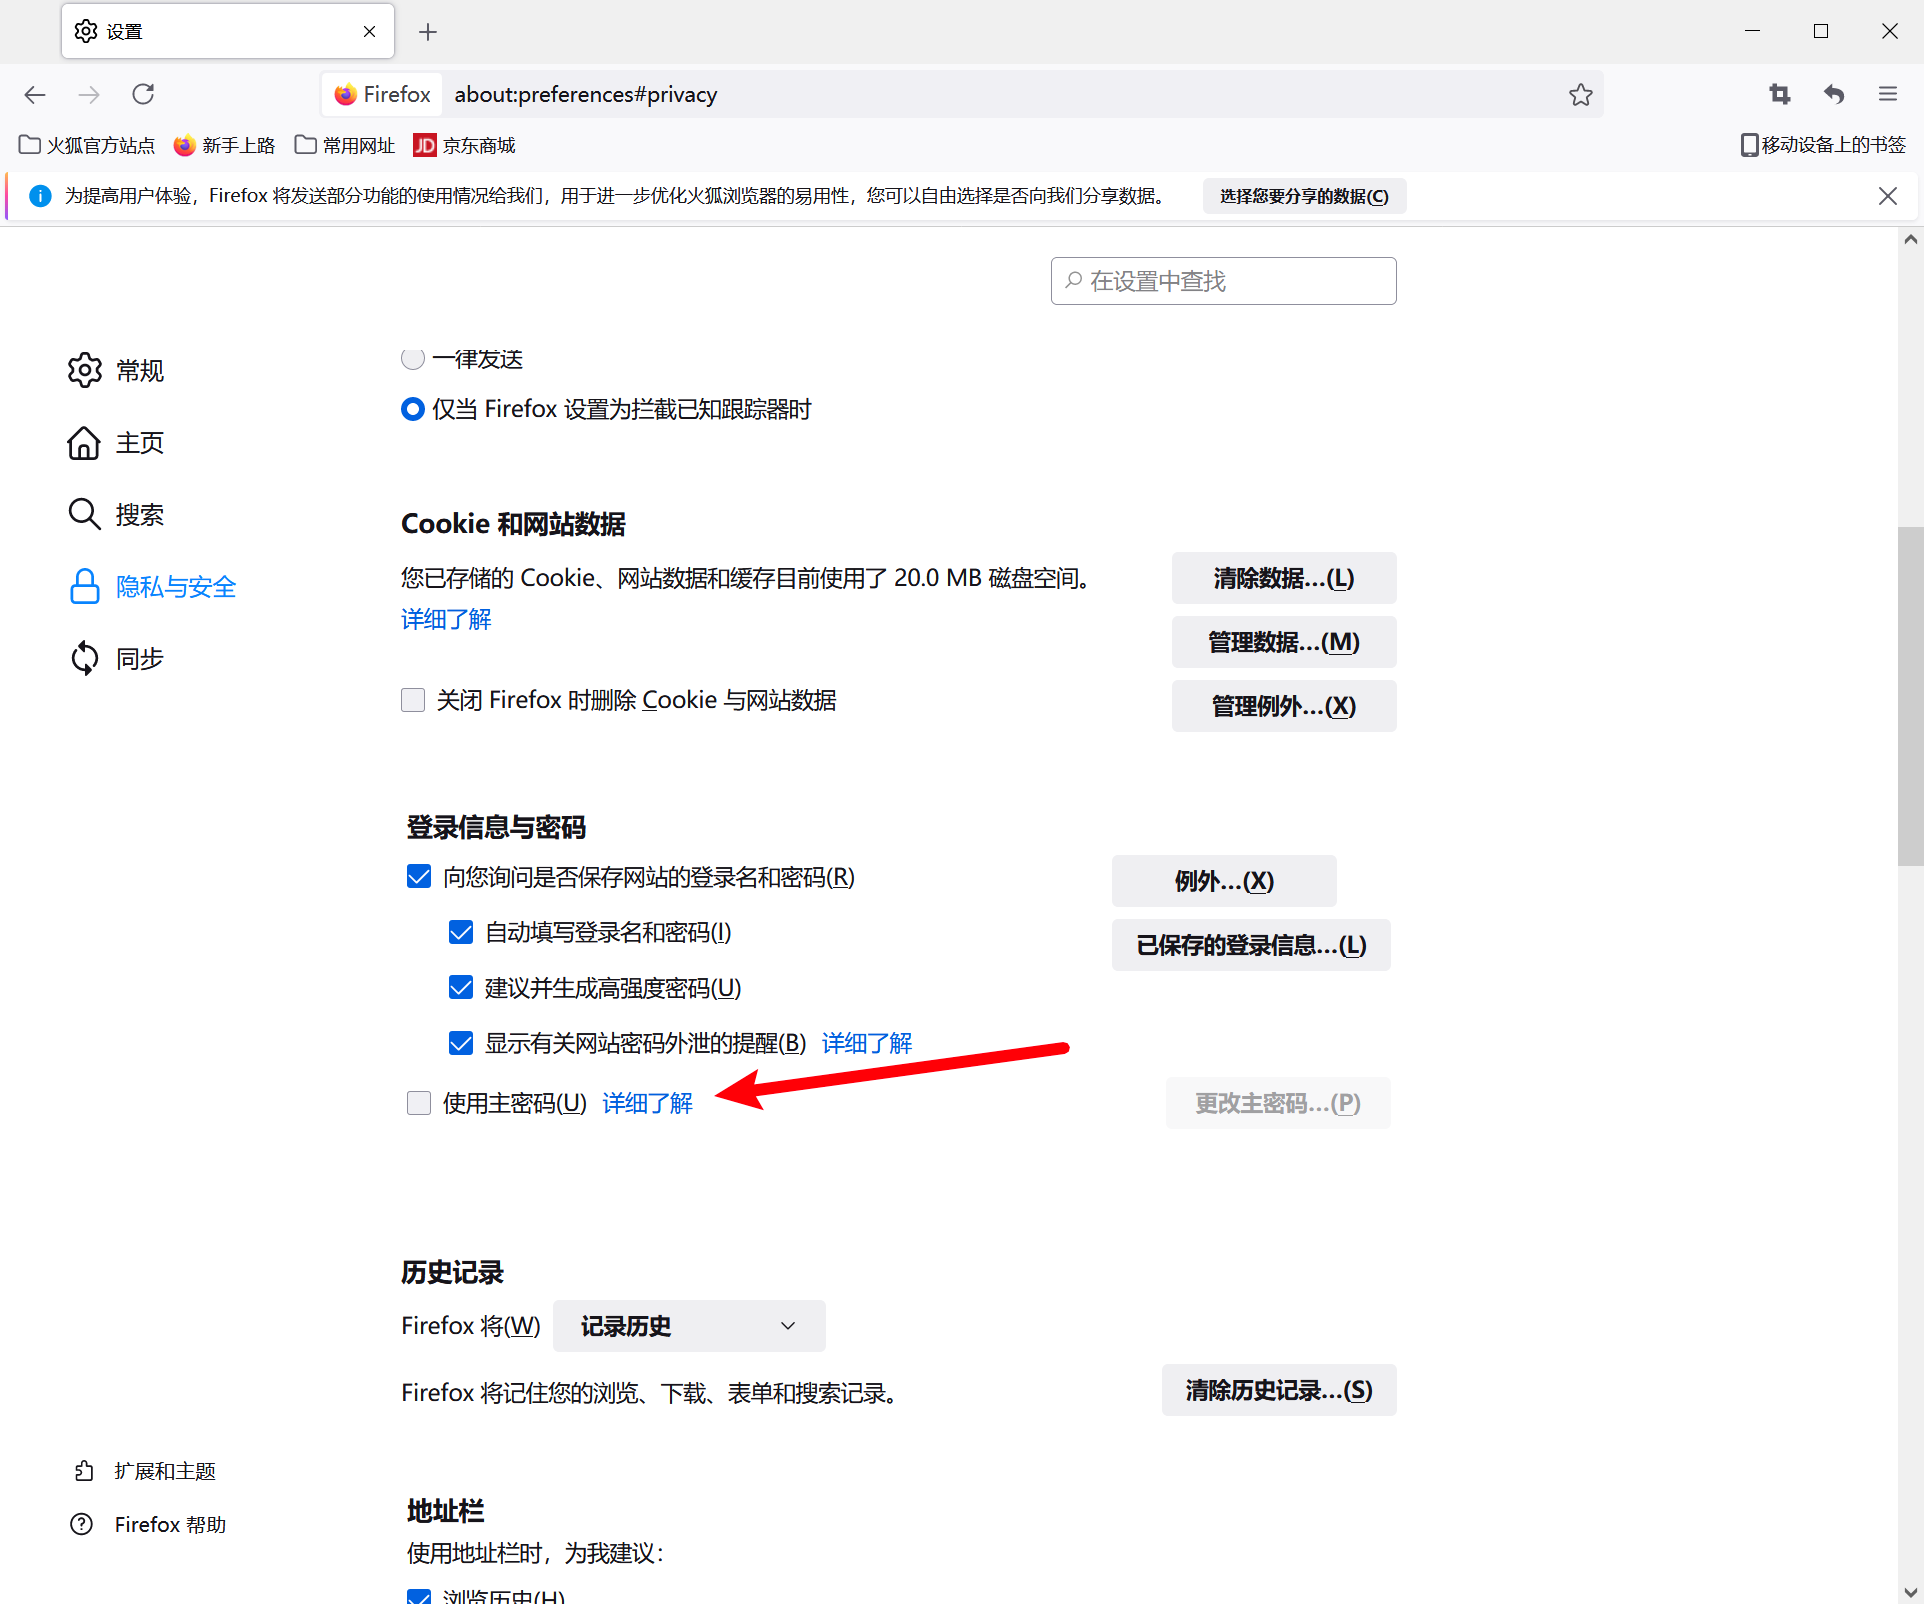 设置
Firefox about:preferences#privacy
火狐官方站点 新手上路 常用网址 JD 京东商城 移动设备上的书签
为提高用户体验，Firefox 将发送部分功能的使用情况给我们，用于进一步优化火狐浏览器的易用性，您可以自由选择是否向我们分享数据。 选择您要分享的数据(C)
在设置中查找
常规
主页
搜索
隐私与安全
同步
一律发送
仅当 Firefox 设置为拦截已知跟踪器时
Cookie 和网站数据
您已存储的 Cookie、网站数据和缓存目前使用了 20.0 MB 磁盘空间。
详细了解
清除数据...(L)
管理数据...(M)
关闭 Firefox 时删除 Cookie 与网站数据
管理例外...(X)
登录信息与密码
向您询问是否保存网站的登录名和密码(R)
例外...(X)
自动填写登录名和密码(I)
已保存的登录信息...(L)
建议并生成高强度密码(U)
显示有关网站密码外泄的提醒(B) 详细了解
使用主密码(U) 详细了解
更改主密码...(P)
历史记录
Firefox 将(W) 记录历史
Firefox 将记住您的浏览、下载、表单和搜索记录。
清除历史记录...(S)
地址栏
使用地址栏时，为我建议：
浏览历史(H)
扩展和主题
Firefox 帮助